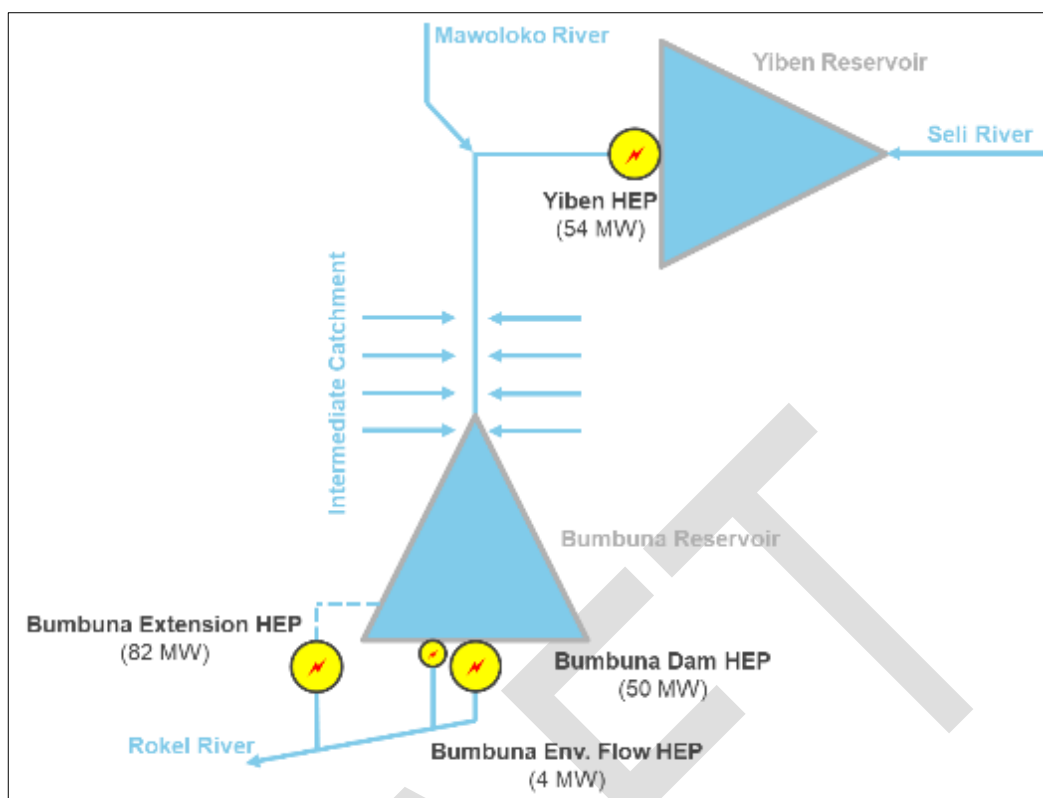 Mawoloko River
Yiben Reservoir
Seli River
Yiben HEP
(54 MW)
Intermediate Catchment
Bumbuna Reservoir
Bumbuna Extension HEP
(82 MW)
Bumbuna Dam HEP
(50 MW)
Rokel River
Bumbuna Env. Flow HEP
(4 MW)